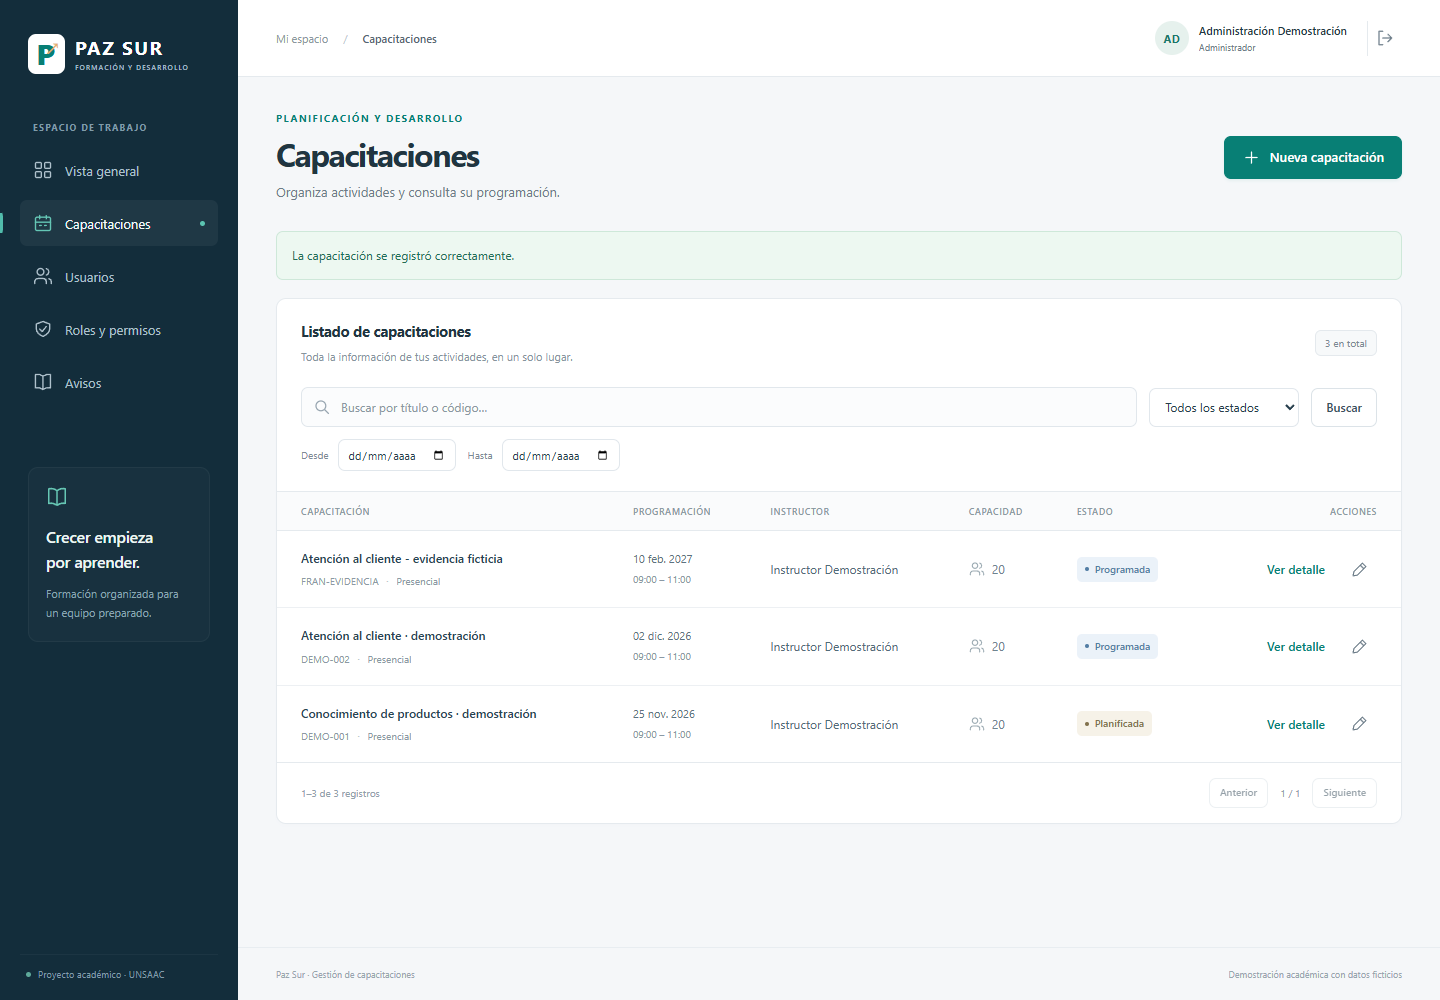 PAZ SUR
FORMACIÓN Y DESARROLLO
ESPACIO DE TRABAJO
Vista general
Capacitaciones
Usuarios
Roles y permisos
Avisos
Crecer empieza
por aprender.
Formación organizada para
un equipo preparado.
Proyecto académico · UNSAAC
Mi espacio / Capacitaciones
AD
Administración Demostración
Administrador
PLANIFICACIÓN Y DESARROLLO
Capacitaciones
Organiza actividades y consulta su programación.
Nueva capacitación
La capacitación se registró correctamente.
Listado de capacitaciones
Toda la información de tus actividades, en un solo lugar.
3 en total
Buscar por título o código...
Todos los estados
Buscar
Desde dd/mm/aaaa Hasta dd/mm/aaaa
CAPACITACIÓN PROGRAMACIÓN INSTRUCTOR CAPACIDAD ESTADO ACCIONES
Atención al cliente - evidencia ficticia
FRAN-EVIDENCIA · Presencial
10 feb. 2027
09:00 – 11:00
Instructor Demostración
20
Programada
Ver detalle
Atención al cliente · demostración
DEMO-002 · Presencial
02 dic. 2026
09:00 – 11:00
Instructor Demostración
20
Programada
Ver detalle
Conocimiento de productos · demostración
DEMO-001 · Presencial
25 nov. 2026
09:00 – 11:00
Instructor Demostración
20
Planificada
Ver detalle
1–3 de 3 registros
Anterior 1 / 1 Siguiente
Paz Sur · Gestión de capacitaciones
Demostración académica con datos ficticios